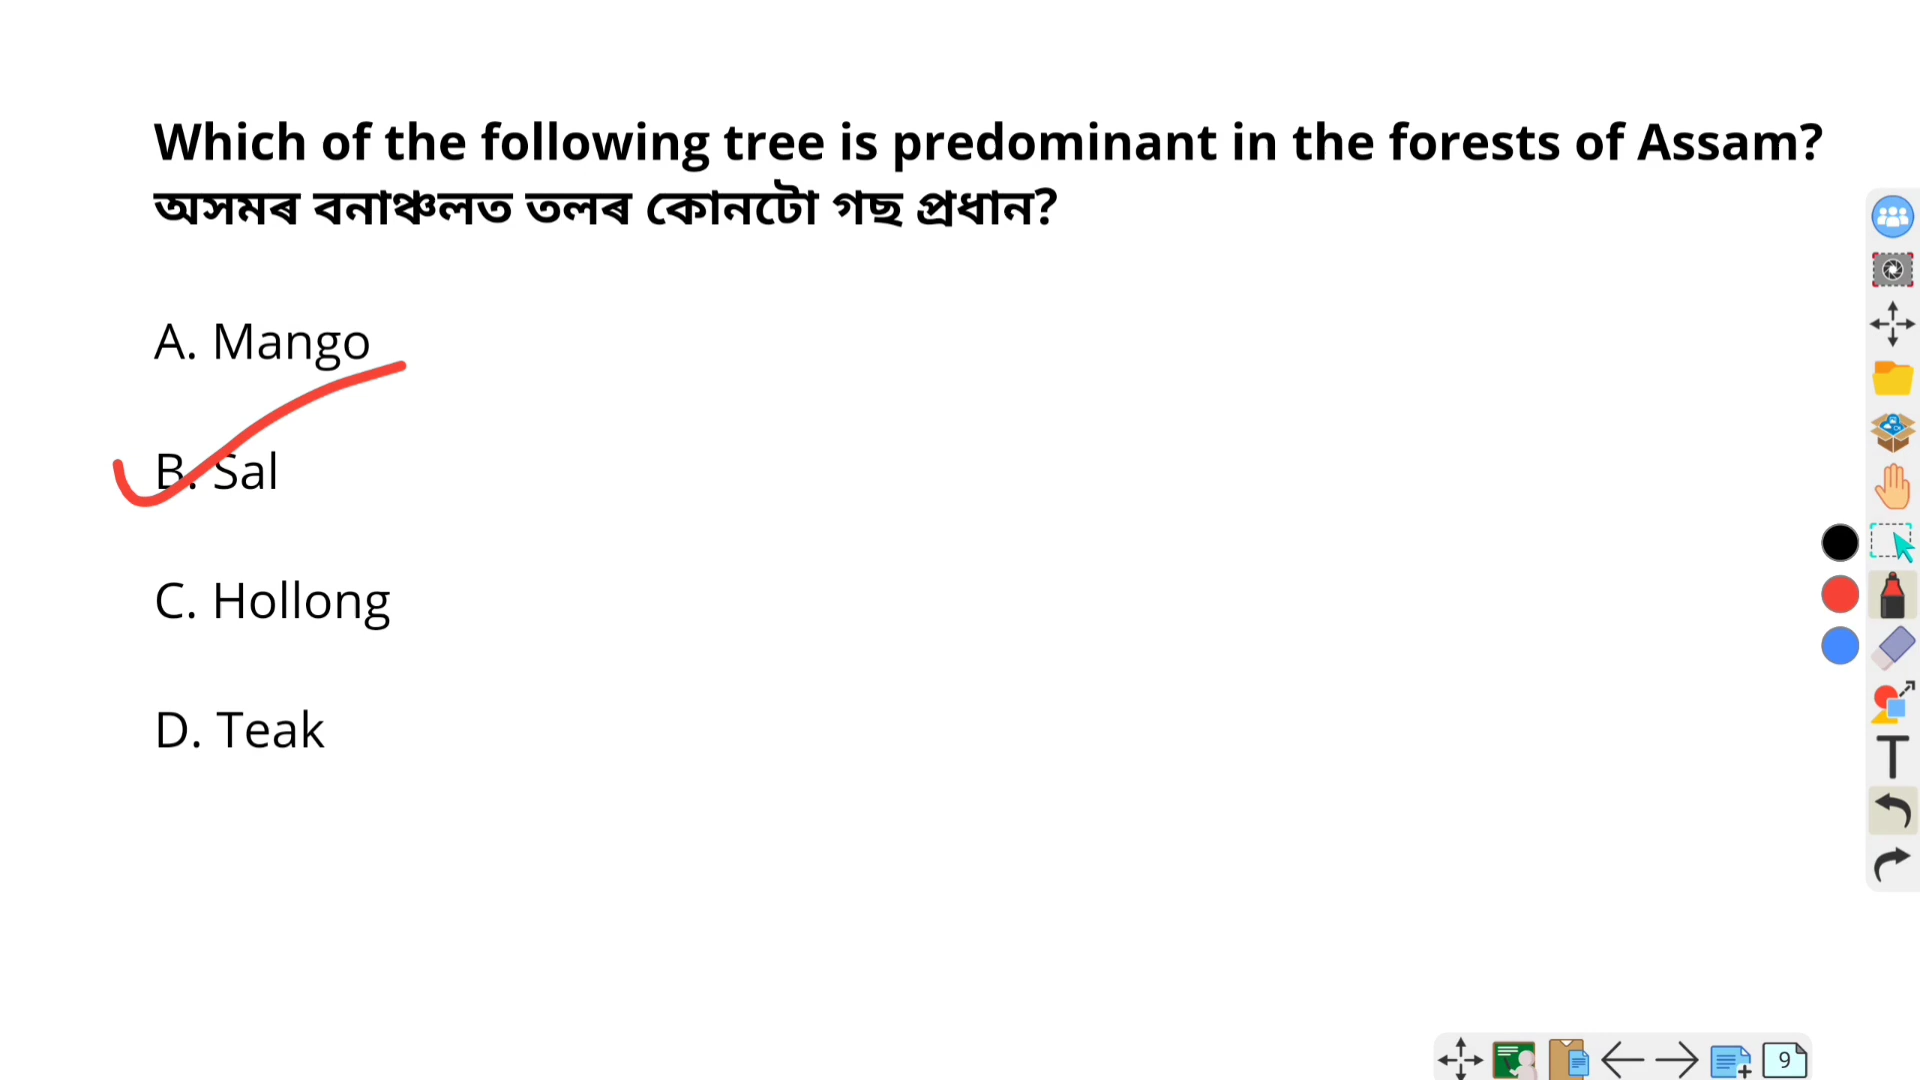 Which of the following tree is predominant in the forests of Assam?
অসমৰ বনাঞ্চলত তলৰ কোনটো গছ প্ৰধান?
A. Mango
B. Sal
C. Hollong
D. Teak
T
9